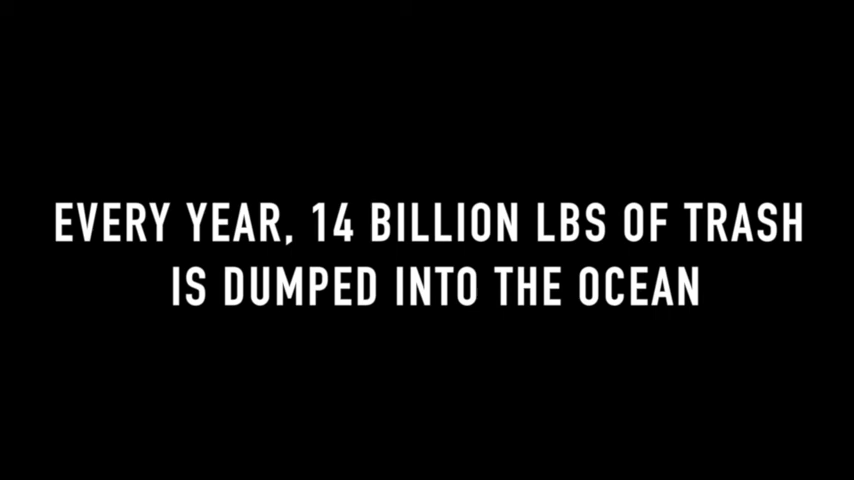 EVERY YEAR, 14 BILLION LBS OF TRASH
IS DUMPED INTO THE OCEAN